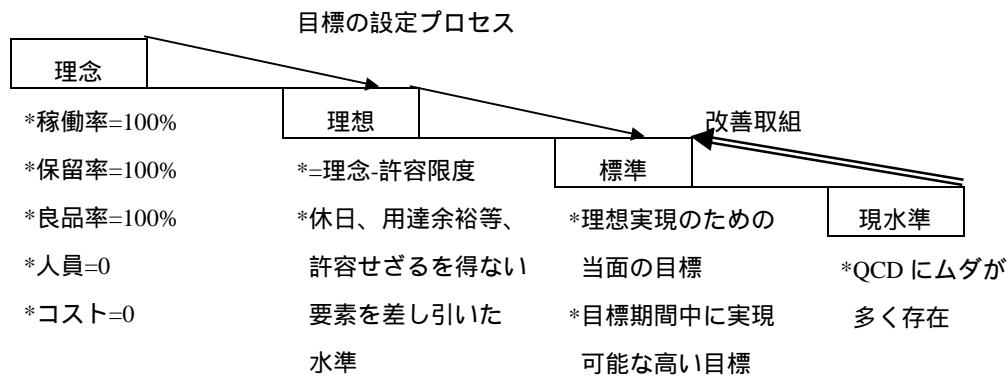 目標の設定プロセス
理念
*稼働率=100%
*保留率=100%
*良品率=100%
*人員=0
*コスト=0
理想
*=理念-許容限度
*休日、用達余裕等、
許容せざるを得ない
要素を差し引いた
水準
改善取組
標準
*理想実現のための
当面の目標
*目標期間中に実現
可能な高い目標
現水準
*QCD にムダが
多く存在